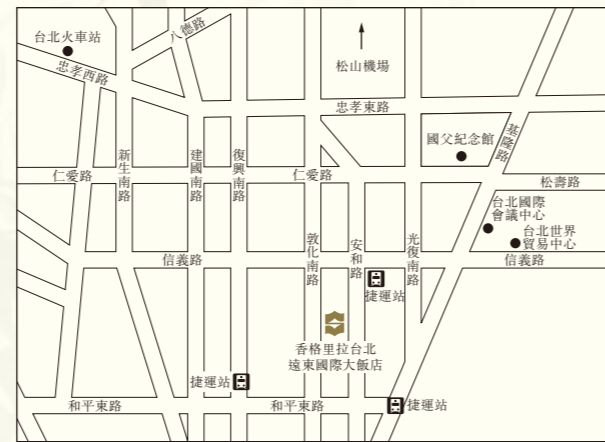 八德路
台北火車站
忠孝西路
松山機場
忠孝東路
國父紀念館
基隆路
新生南路
建國南路
復興南路
仁愛路
仁愛路
松壽路
台北國際
會議中心
台北世界
貿易中心
敦化南路
安和路
光復南路
信義路
信義路
捷運站
香格里拉台北
遠東國際大飯店
捷運站
和平東路
和平東路
捷運站